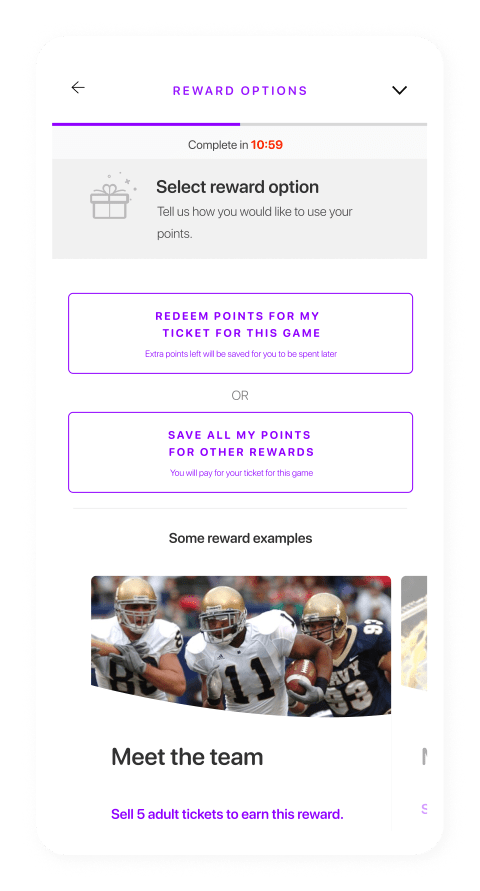 REWARD OPTIONS
Complete in 10:59
Select reward option
Tell us how you would like to use your
points.
REDEEM POINTS FOR MY
TICKET FOR THIS GAME
Extra points left will be saved for you to be spent later
OR
SAVE ALL MY POINTS
FOR OTHER REWARDS
You will pay for your ticket for this game
Some reward examples
80
11
NAVY
93
93
Meet the team
Sell 5 adult tickets to earn this reward.